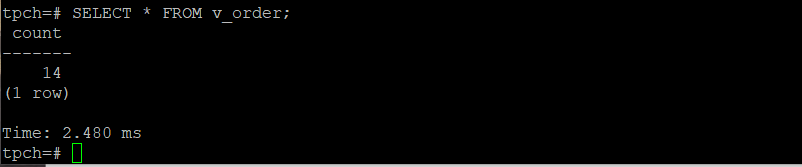 tpch=# SELECT * FROM v_order;
 count
-------
    14
(1 row)

Time: 2.480 ms
tpch=#